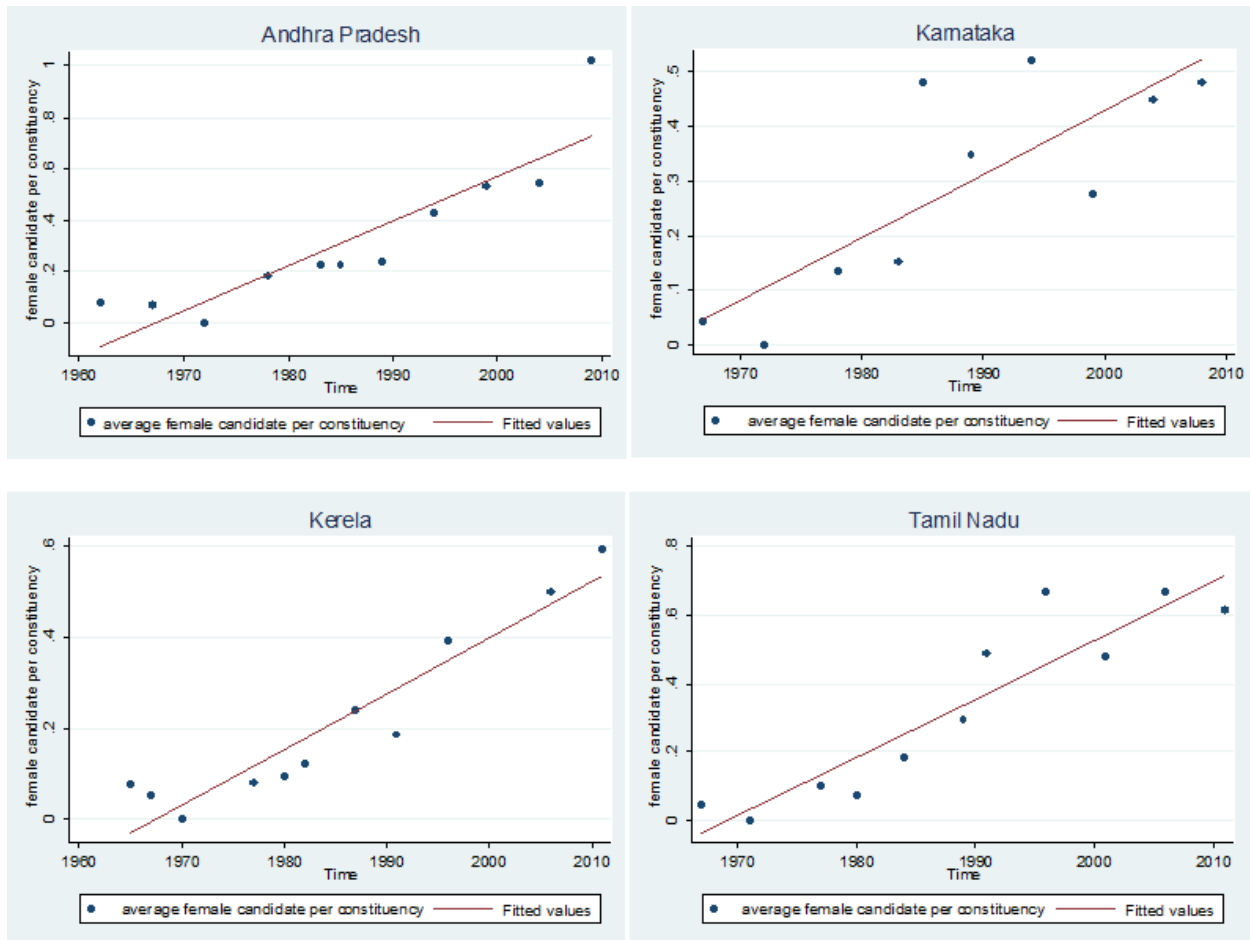 Andhra Pradesh
female candidate per constituency
1
.8
.6
.4
.2
0
1960 1970 1980 1990 2000 2010
Time
average female candidate per constituency Fitted values
Karnataka
female candidate per constituency
.5
.4
.3
.2
.1
0
1970 1980 1990 2000 2010
Time
average female candidate per constituency Fitted values
Kerela
female candidate per constituency
.6
.4
.2
0
1960 1970 1980 1990 2000 2010
Time
average female candidate per constituency Fitted values
Tamil Nadu
female candidate per constituency
.8
.6
.4
.2
0
1970 1980 1990 2000 2010
Time
average female candidate per constituency Fitted values